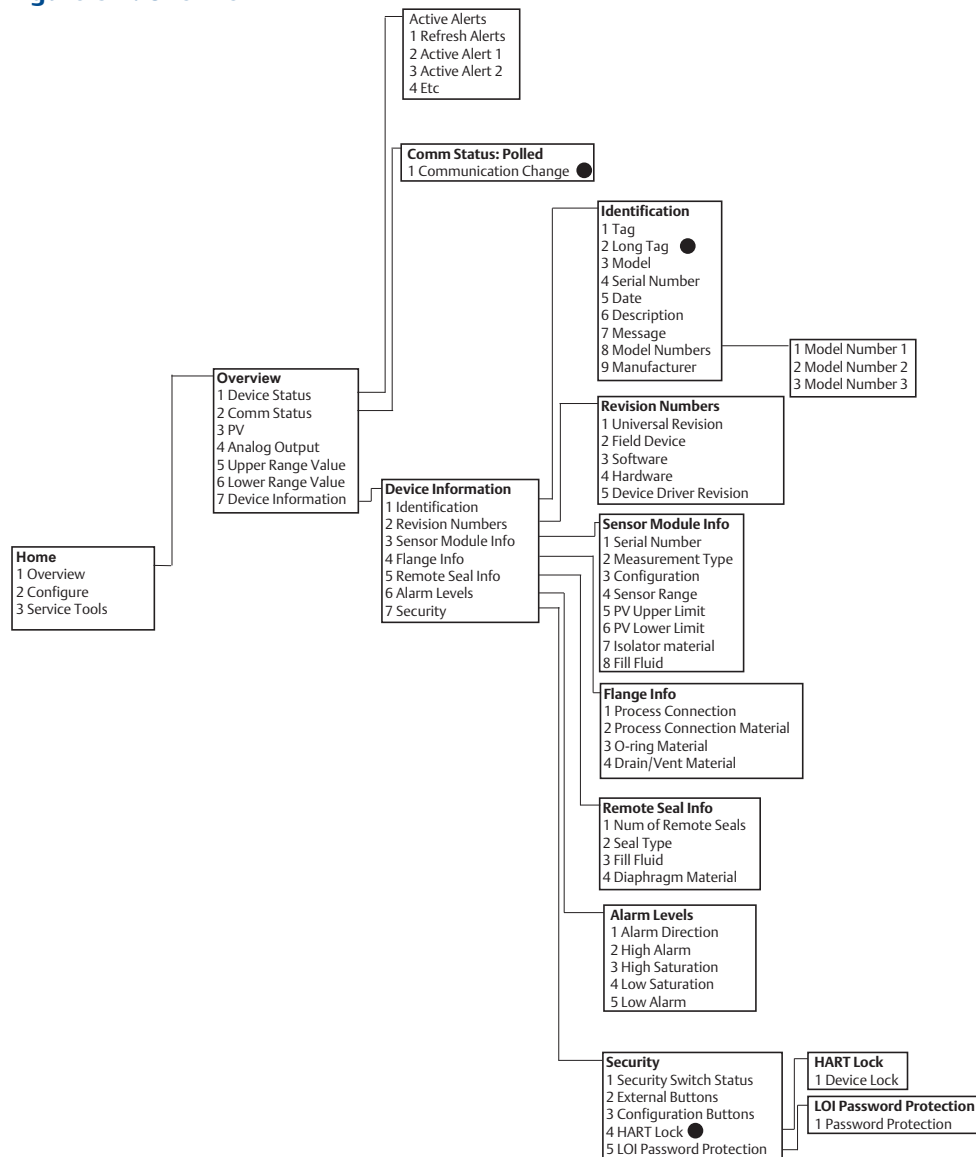 Active Alerts
1 Refresh Alerts
2 Active Alert 1
3 Active Alert 2
4 Etc
Comm Status: Polled
1 Communication Change
Identification
1 Tag
2 Long Tag
3 Model
4 Serial Number
5 Date
6 Description
7 Message
8 Model Numbers
9 Manufacturer
1 Model Number 1
2 Model Number 2
3 Model Number 3
Overview
1 Device Status
2 Comm Status
3 PV
4 Analog Output
5 Upper Range Value
6 Lower Range Value
7 Device Information
Revision Numbers
1 Universal Revision
2 Field Device
3 Software
4 Hardware
5 Device Driver Revision
Device Information
1 Identification
2 Revision Numbers
3 Sensor Module Info
4 Flange Info
5 Remote Seal Info
6 Alarm Levels
7 Security
Home
1 Overview
2 Configure
3 Service Tools
Sensor Module Info
1 Serial Number
2 Measurement Type
3 Configuration
4 Sensor Range
5 PV Upper Limit
6 PV Lower Limit
7 Isolator material
8 Fill Fluid
Flange Info
1 Process Connection
2 Process Connection Material
3 O-ring Material
4 Drain/Vent Material
Remote Seal Info
1 Num of Remote Seals
2 Seal Type
3 Fill Fluid
4 Diaphragm Material
Alarm Levels
1 Alarm Direction
2 High Alarm
3 High Saturation
4 Low Saturation
5 Low Alarm
Security
1 Security Switch Status
2 External Buttons
3 Configuration Buttons
4 HART Lock
5 LOI Password Protection
HART Lock
1 Device Lock
LOI Password Protection
1 Password Protection